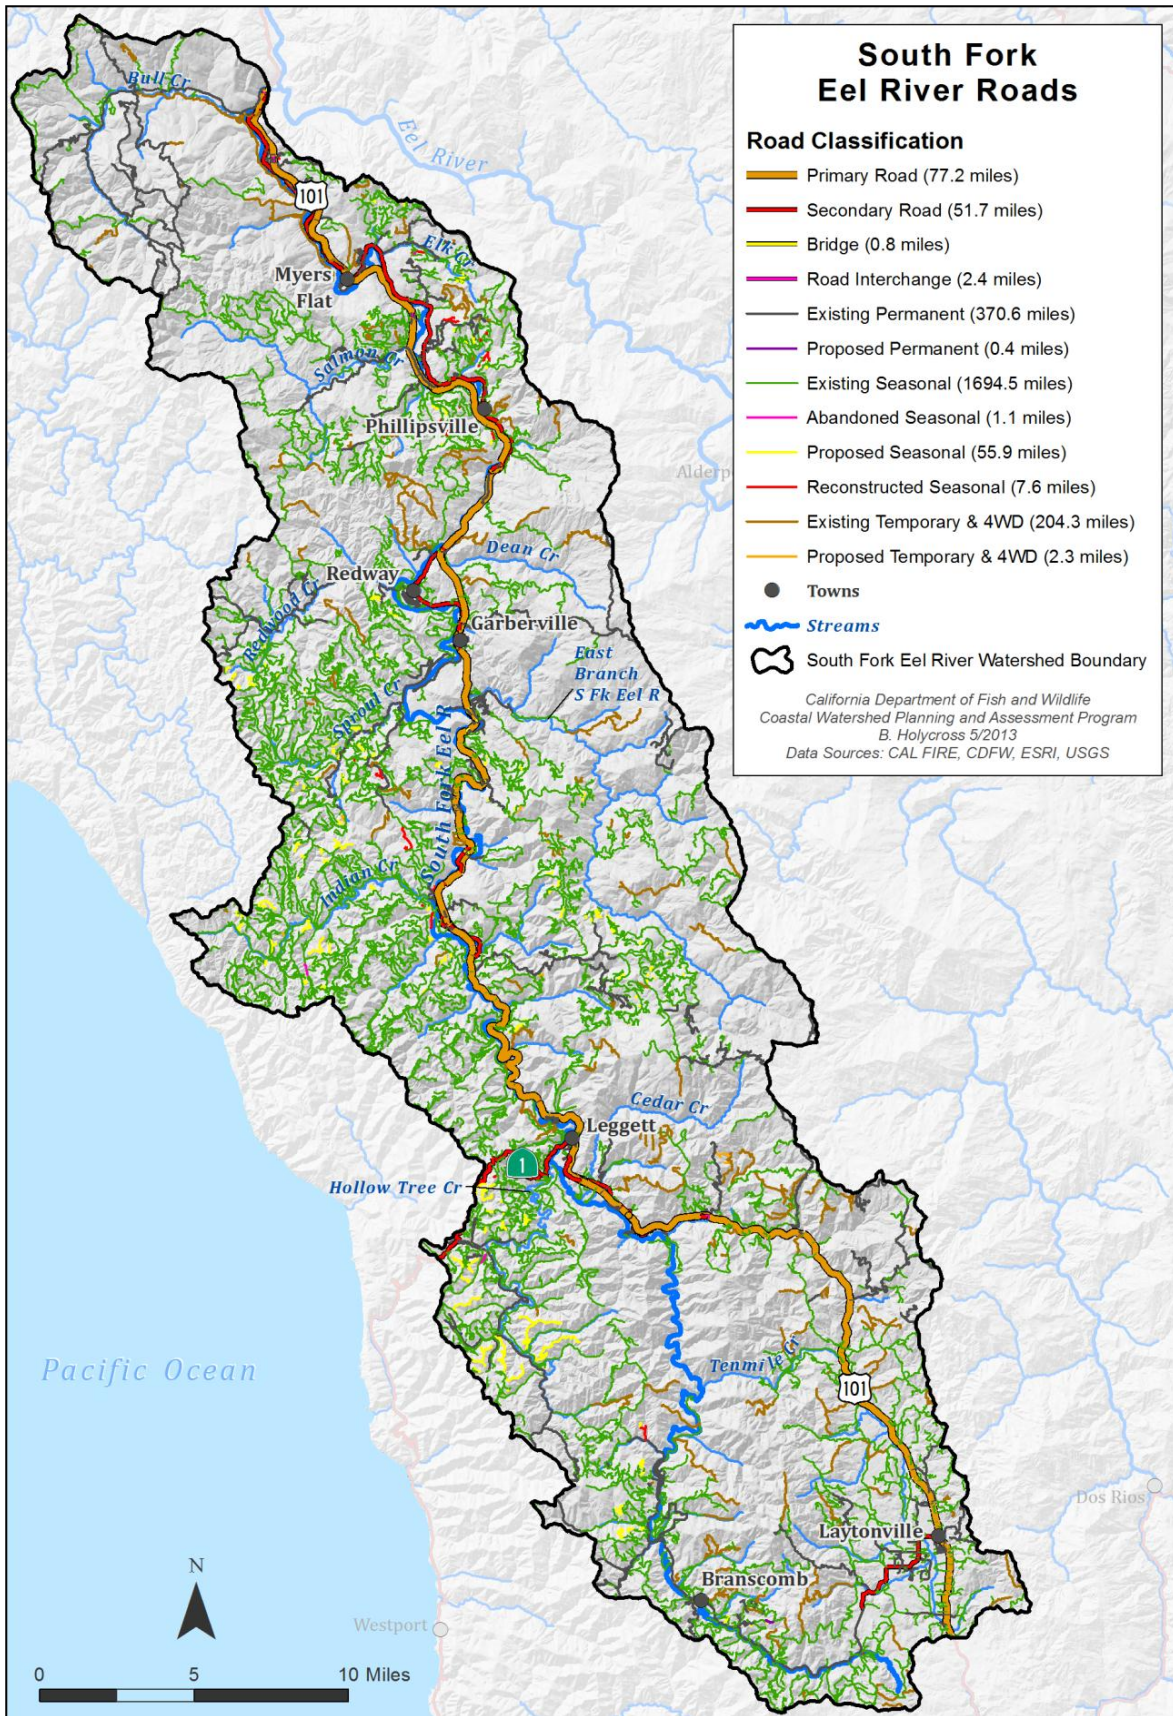 South Fork
Eel River Roads
Road Classification
Primary Road (77.2 miles)
Secondary Road (51.7 miles)
Bridge (0.8 miles)
Road Interchange (2.4 miles)
Existing Permanent (370.6 miles)
Proposed Permanent (0.4 miles)
Existing Seasonal (1694.5 miles)
Abandoned Seasonal (1.1 miles)
Proposed Seasonal (55.9 miles)
Reconstructed Seasonal (7.6 miles)
Existing Temporary & 4WD (204.3 miles)
Proposed Temporary & 4WD (2.3 miles)
Towns
Streams
South Fork Eel River Watershed Boundary
California Department of Fish and Wildlife
Coastal Watershed Planning and Assessment Program
B. Holycross 5/2013
Data Sources: CAL FIRE, CDFW, ESRI, USGS
Bull Cr
Eel River
101
Elk Cr
Myers
Flat
Salmon Cr
Phillipsville
Alderp
Dean Cr
Redway
Redwood Cr
Garberville
East
Branch
S Fk Eel R
Sproul Cr
South Fork Eel R
Indian Cr
Cedar Cr
Leggett
1
Hollow Tree Cr
Pacific Ocean
Tenmile Cr
101
Dos Rios
Laytonville
Branscomb
Westport
N
0 5 10 Miles